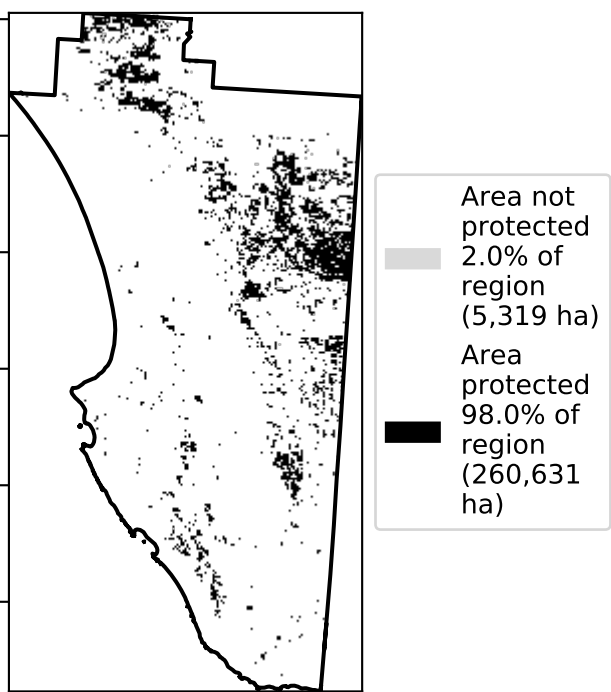 Area not
protected
2.0% of
region
(5,319 ha)
Area
protected
98.0% of
region
(260,631
ha)